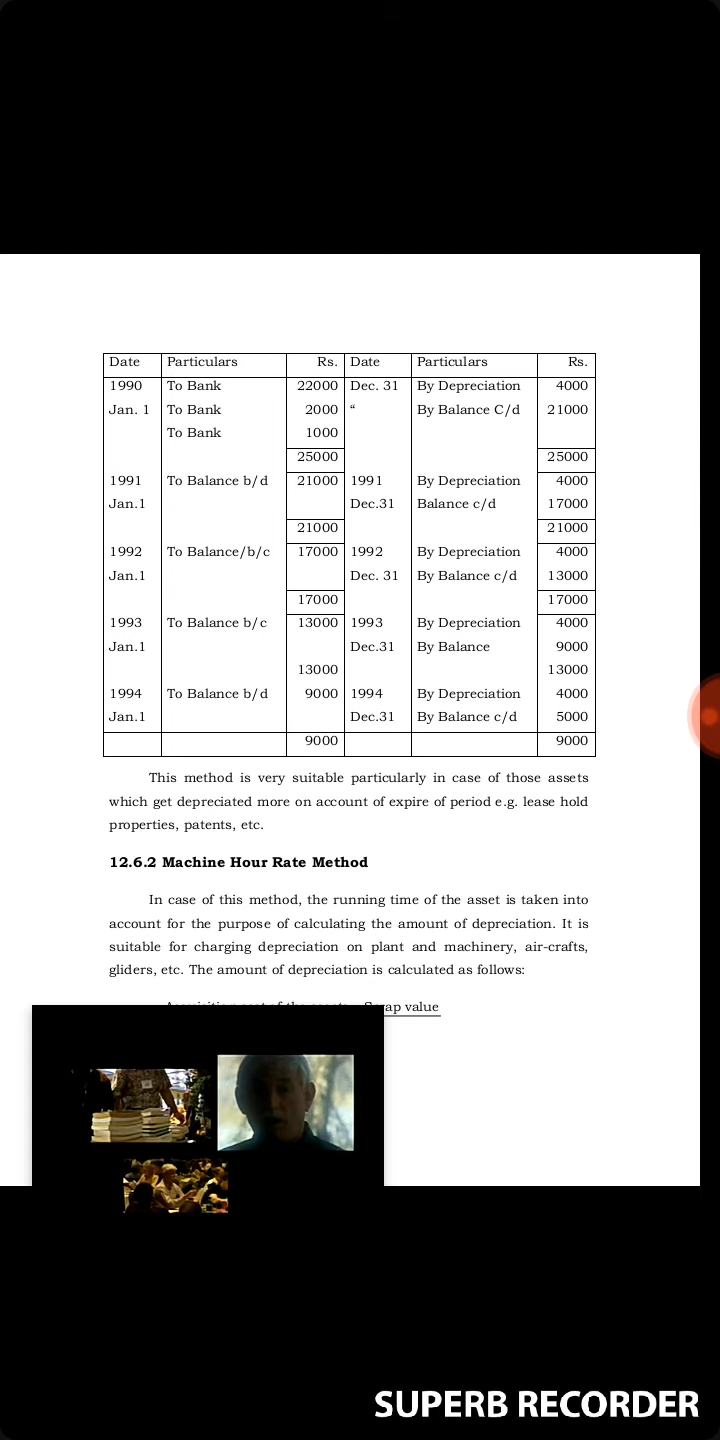 Date Particulars Rs. Date Particulars Rs.
1990 To Bank 22000 Dec. 31 By Depreciation 4000
Jan. 1 To Bank 2000 “ By Balance C/d 21000
To Bank 1000
25000 25000
1991 To Balance b/d 21000 1991 By Depreciation 4000
Jan.1 Dec.31 Balance c/d 17000
21000 21000
1992 To Balance/b/c 17000 1992 By Depreciation 4000
Jan.1 Dec. 31 By Balance c/d 13000
17000 17000
1993 To Balance b/c 13000 1993 By Depreciation 4000
Jan.1 Dec.31 By Balance 9000
13000 13000
1994 To Balance b/d 9000 1994 By Depreciation 4000
Jan.1 Dec.31 By Balance c/d 5000
9000 9000
This method is very suitable particularly in case of those assets
which get depreciated more on account of expire of period e.g. lease hold
properties, patents, etc.
12.6.2 Machine Hour Rate Method
In case of this method, the running time of the asset is taken into
account for the purpose of calculating the amount of depreciation. It is
suitable for charging depreciation on plant and machinery, air-crafts,
gliders, etc. The amount of depreciation is calculated as follows:
value
SUPERB RECORDER